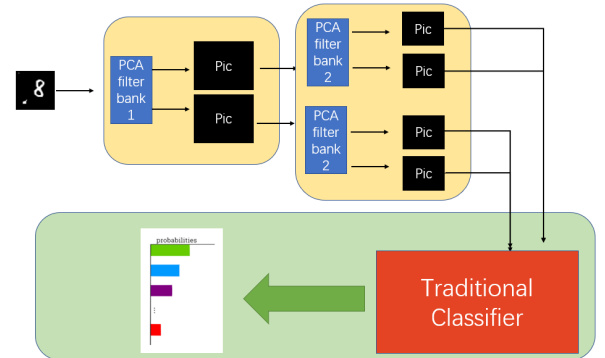 8
PCA
filter
bank
1
Pic
Pic
PCA
filter
bank
2
Pic
Pic
PCA
filter
bank
2
Pic
Pic
probabilities
⋮
Traditional
Classifier